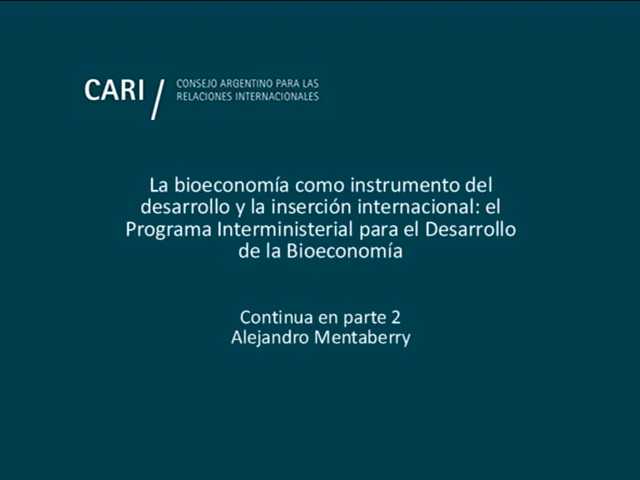 CARI /
CONSEJO ARGENTINO PARA LAS
RELACIONES INTERNACIONALES
La bioeconomía como instrumento del
desarrollo y la inserción internacional: el
Programa Interministerial para el Desarrollo
de la Bioeconomía
Continua en parte 2
Alejandro Mentaberry